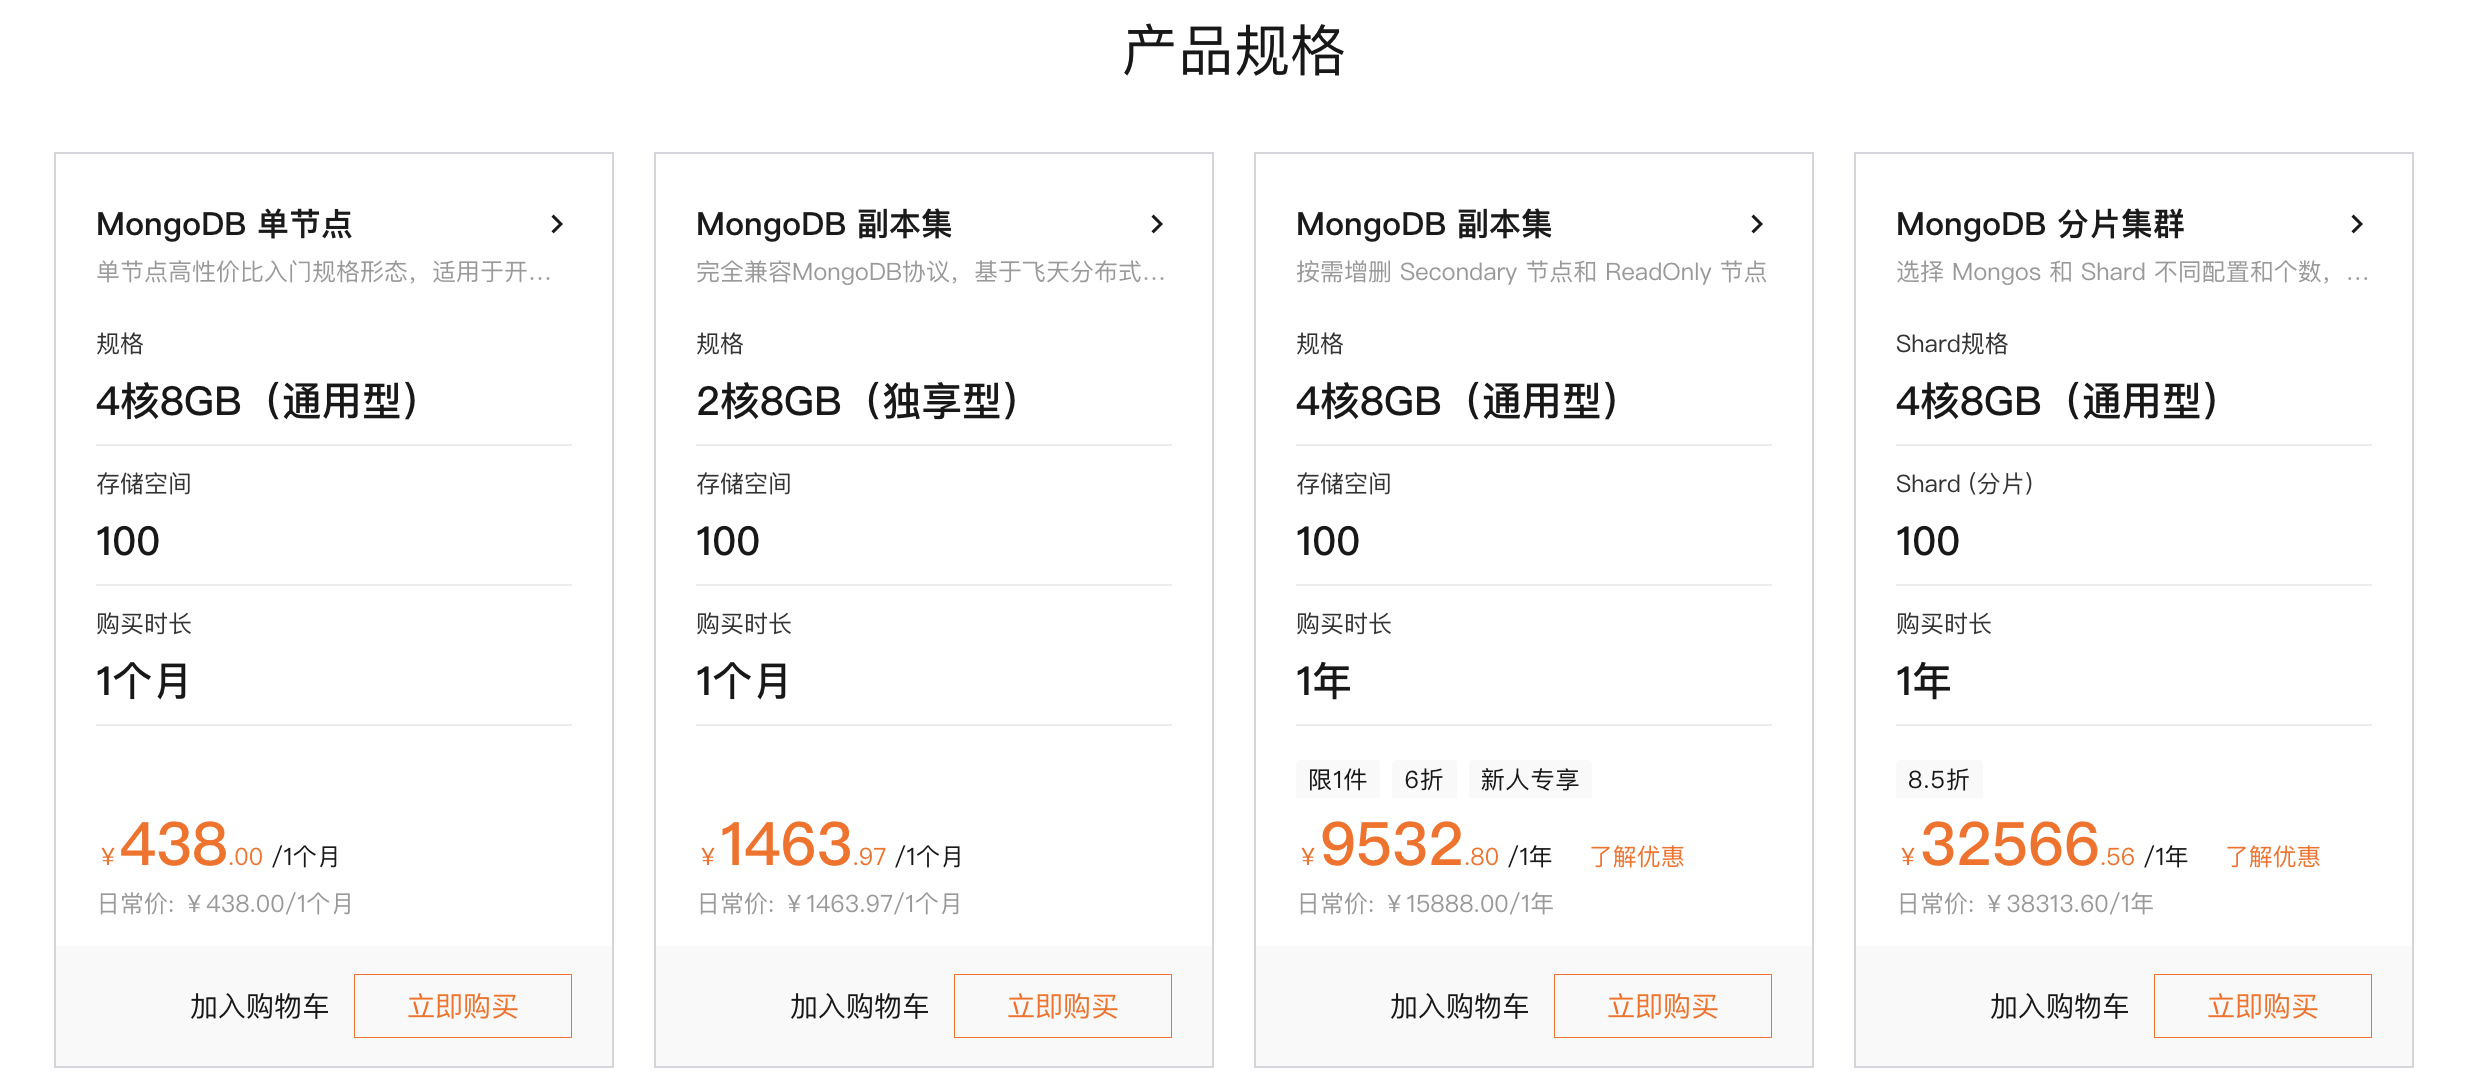 产品规格
MongoDB 单节点
单节点高性价比入门规格形态，适用于开...
规格
4核8GB（通用型）
存储空间
100
购买时长
1个月
¥438.00 /1个月
日常价: ¥438.00/1个月
加入购物车 立即购买
MongoDB 副本集
完全兼容MongoDB协议，基于飞天分布式...
规格
2核8GB（独享型）
存储空间
100
购买时长
1个月
¥1463.97 /1个月
日常价: ¥1463.97/1个月
加入购物车 立即购买
MongoDB 副本集
按需增删 Secondary 节点和 ReadOnly 节点
规格
4核8GB（通用型）
存储空间
100
购买时长
1年
限1件 6折 新人专享
¥9532.80 /1年 了解优惠
日常价: ¥15888.00/1年
加入购物车 立即购买
MongoDB 分片集群
选择 Mongos 和 Shard 不同配置和个数，...
Shard规格
4核8GB（通用型）
Shard (分片)
100
购买时长
1年
8.5折
¥32566.56 /1年 了解优惠
日常价: ¥38313.60/1年
加入购物车 立即购买